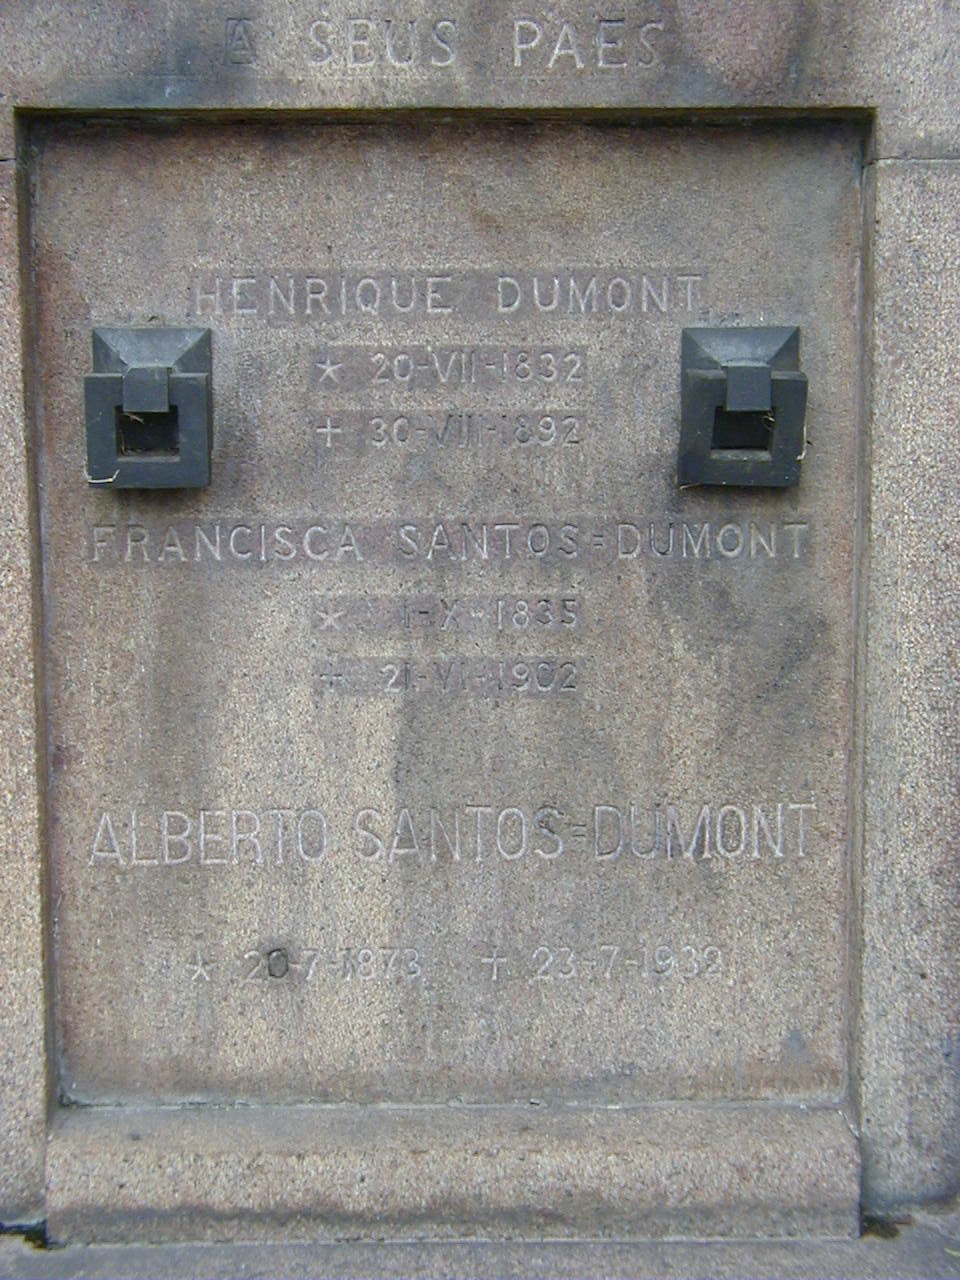 A SBUS PAES
HENRIQUE DUMONT
* 20-VII-1832
+ 30-VIII-1892
FRANCISCA SANTOS=DUMONT
* 1-X-1835
+ 21-VI-1902
ALBERTO SANTOS=DUMONT
* 20-7-1873 + 23-7-1932